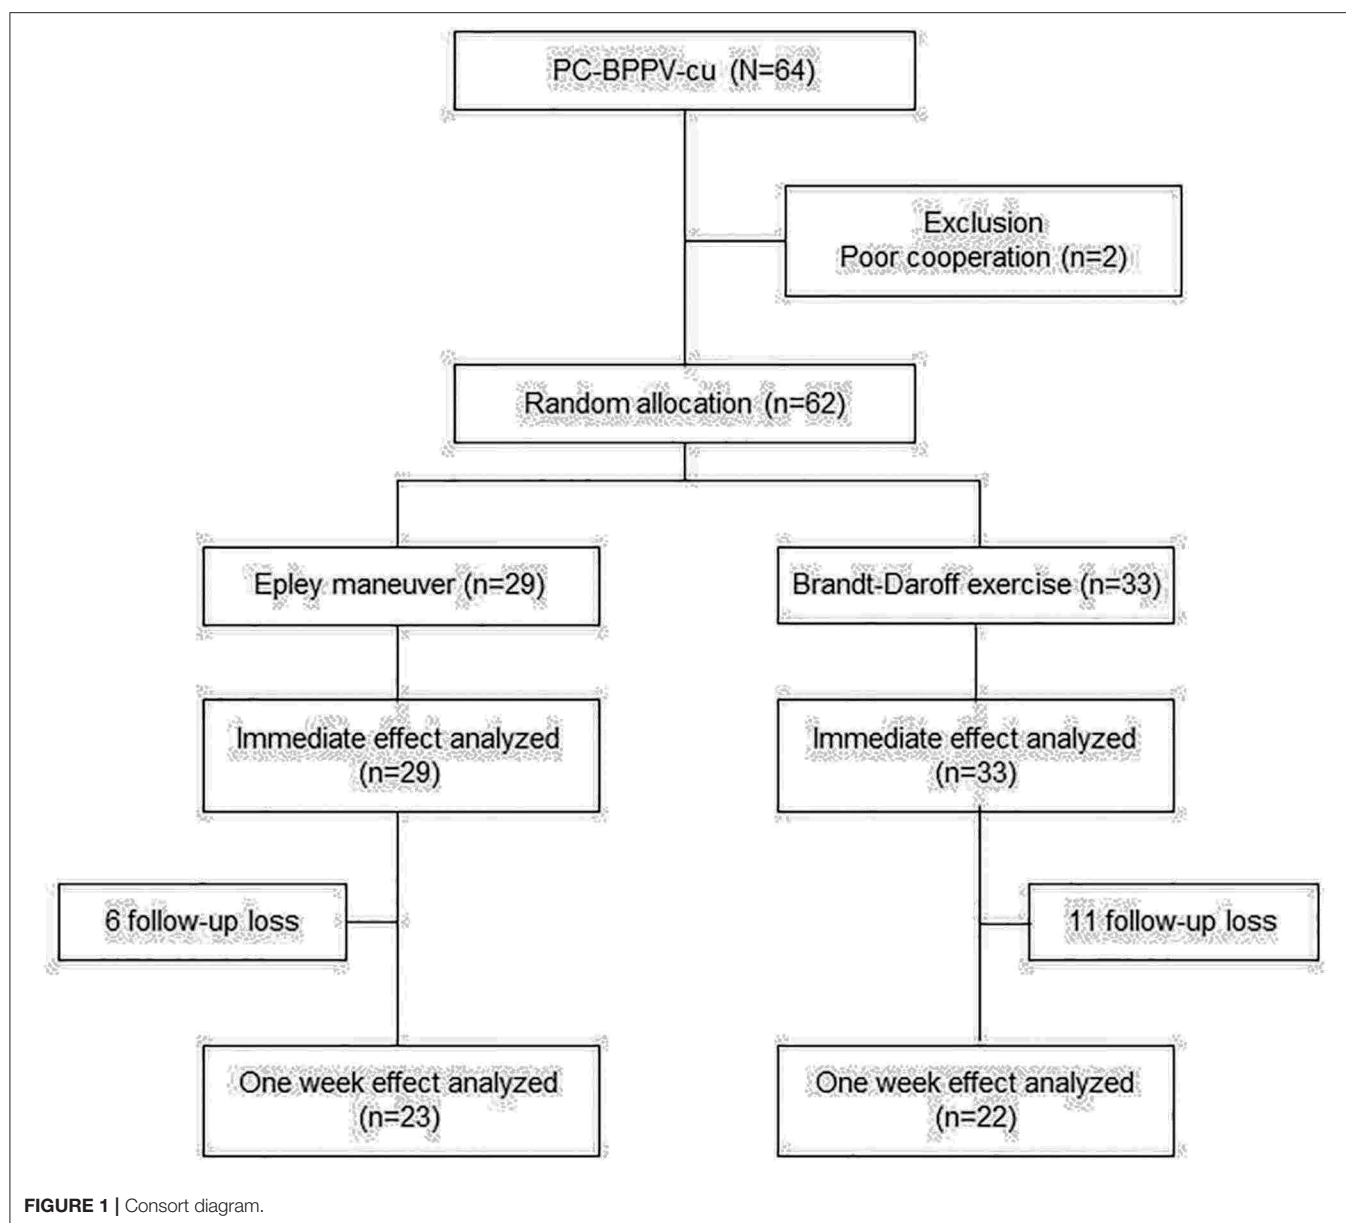 PC-BPPV-cu (N=64)
Exclusion
Poor cooperation (n=2)
Random allocation (n=62)
Epley maneuver (n=29)
Brandt-Daroff exercise (n=33)
Immediate effect analyzed
(n=29)
Immediate effect analyzed
(n=33)
6 follow-up loss
11 follow-up loss
One week effect analyzed
(n=23)
One week effect analyzed
(n=22)
FIGURE 1 | Consort diagram.